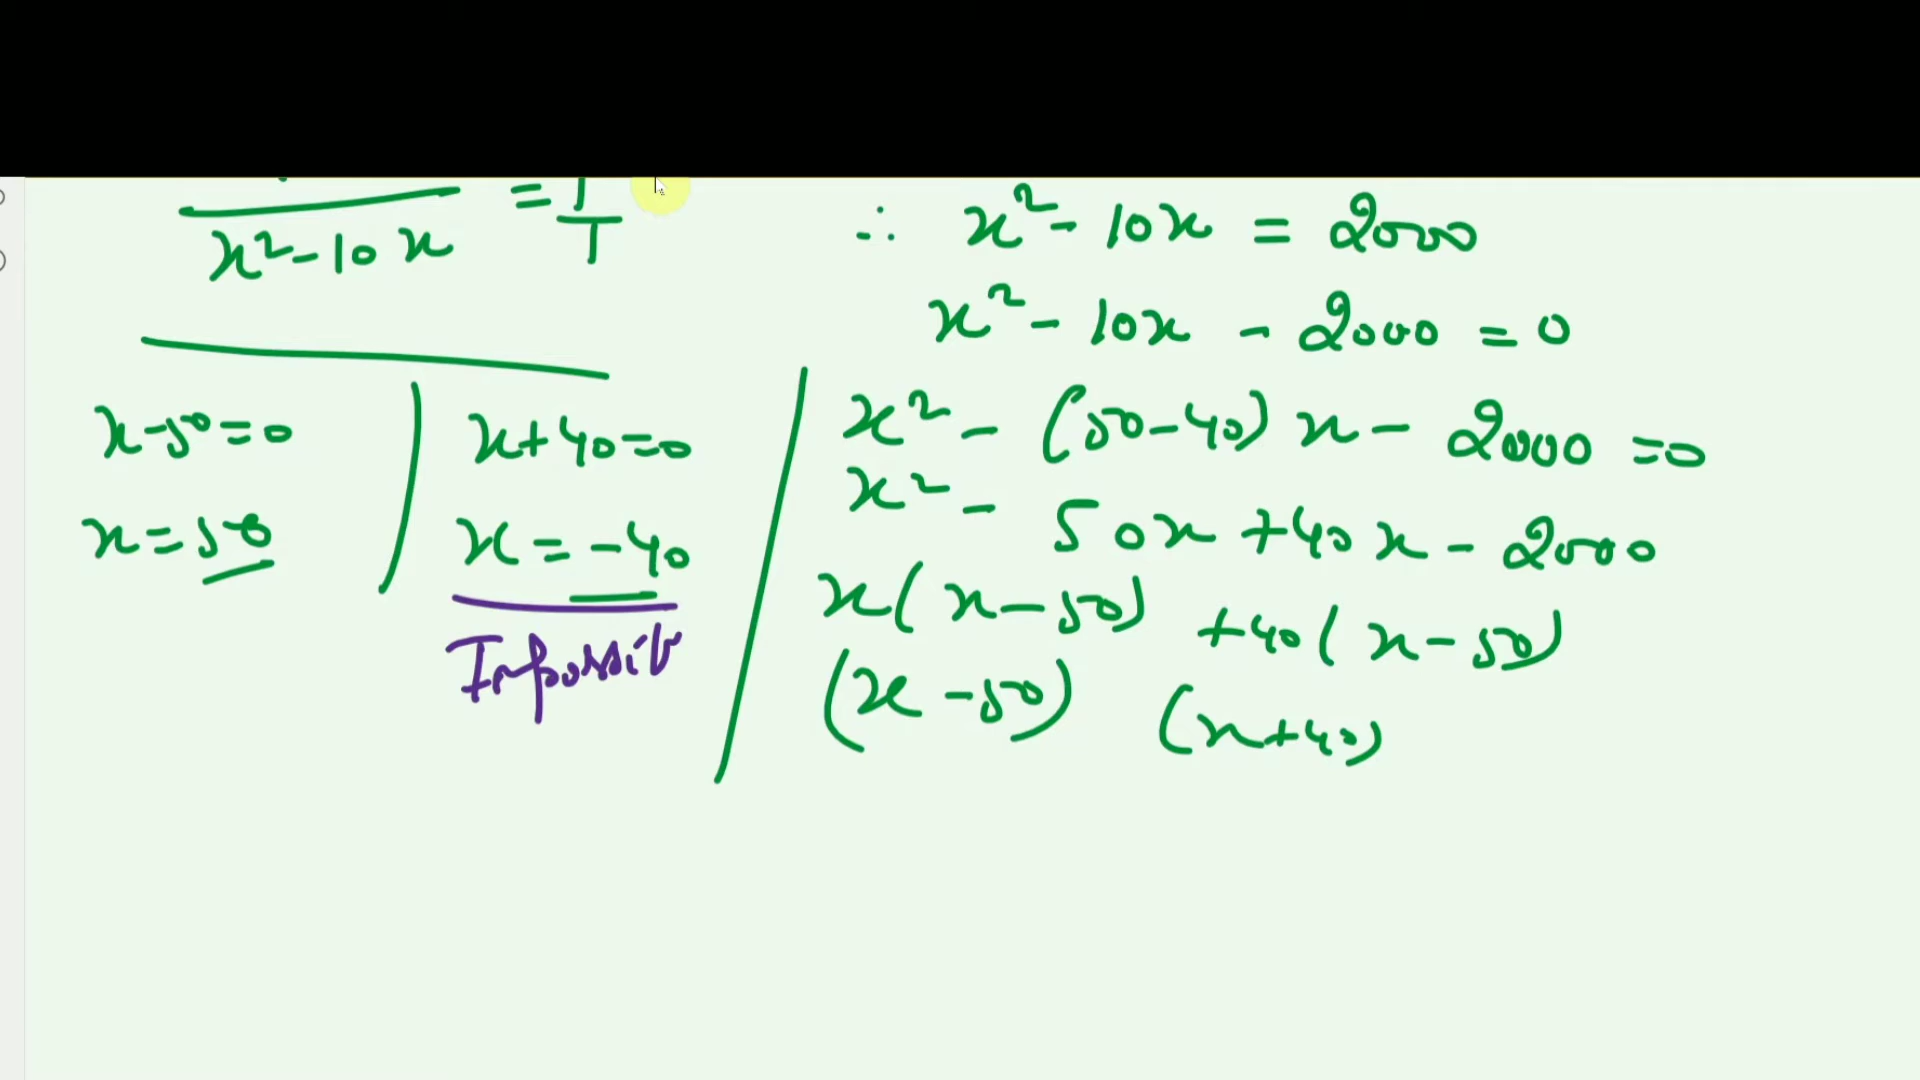 x²-10x = 1/1
∴ x² - 10x = 2000
x² - 10x - 2000 = 0
x² - (50-40) x - 2000 = 0
x² - 50x + 40x - 2000
x(x-50) + 40(x-50)
(x-50) (x+40)
x-50=0
x=50
x+40=0
x = -40